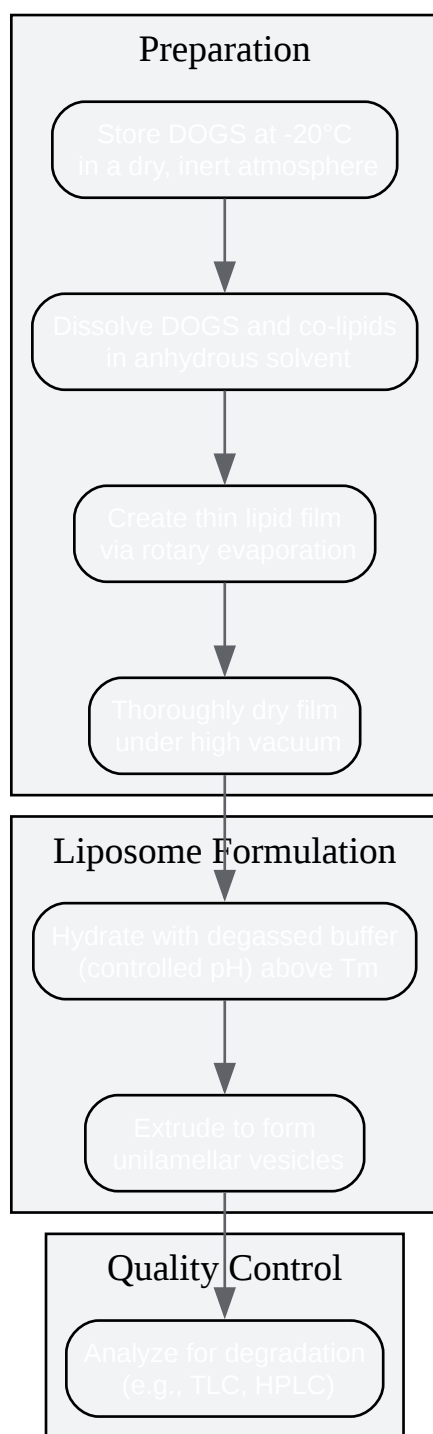 Preparation
Store DOGS at -20°C
in a dry, inert atmosphere
Dissolve DOGS and co-lipids
in anhydrous solvent
Create thin lipid film
via rotary evaporation
Thoroughly dry film
under high vacuum
Liposome Formulation
Hydrate with degassed buffer
(controlled pH) above Tm
Extrude to form
unilamellar vesicles
Quality Control
Analyze for degradation
(e.g., TLC, HPLC)